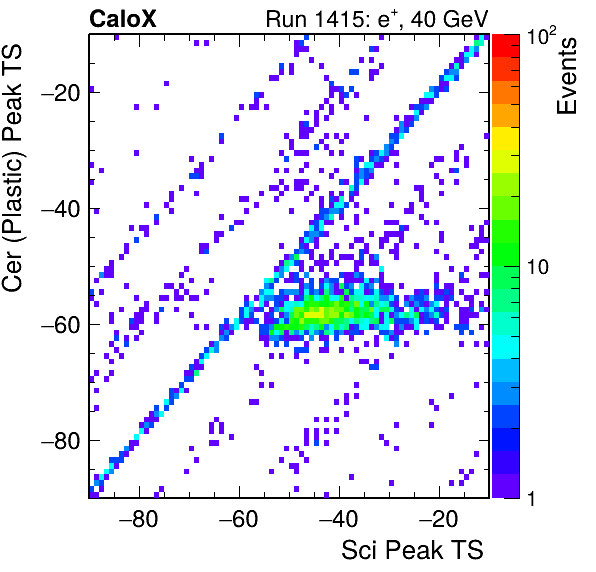 CaloX Run 1415: e⁺, 40 GeV
Cer (Plastic) Peak TS
−20
−40
−60
−80
−80 −60 −40 −20
Sci Peak TS
10²
10
1
Events